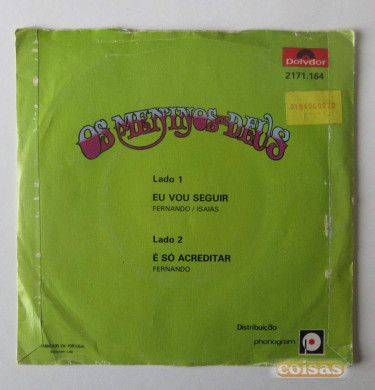 Polydor
2171.164
OS MENINOS DE DEUS
Lado 1
EU VOU SEGUIR
FERNANDO / ISAIAS
Lado 2
É SÓ ACREDITAR
FERNANDO
Distribuição
phonogram
coisas